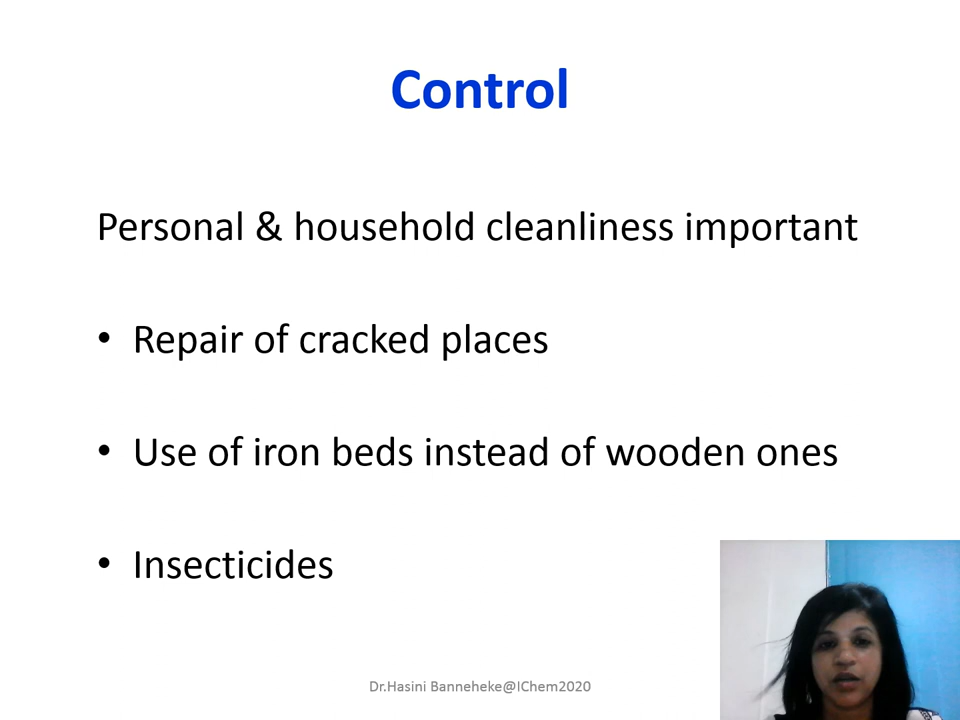 Control
Personal & household cleanliness important
• Repair of cracked places
• Use of iron beds instead of wooden ones
• Insecticides
Dr.Hasini Banneheke@IChem2020